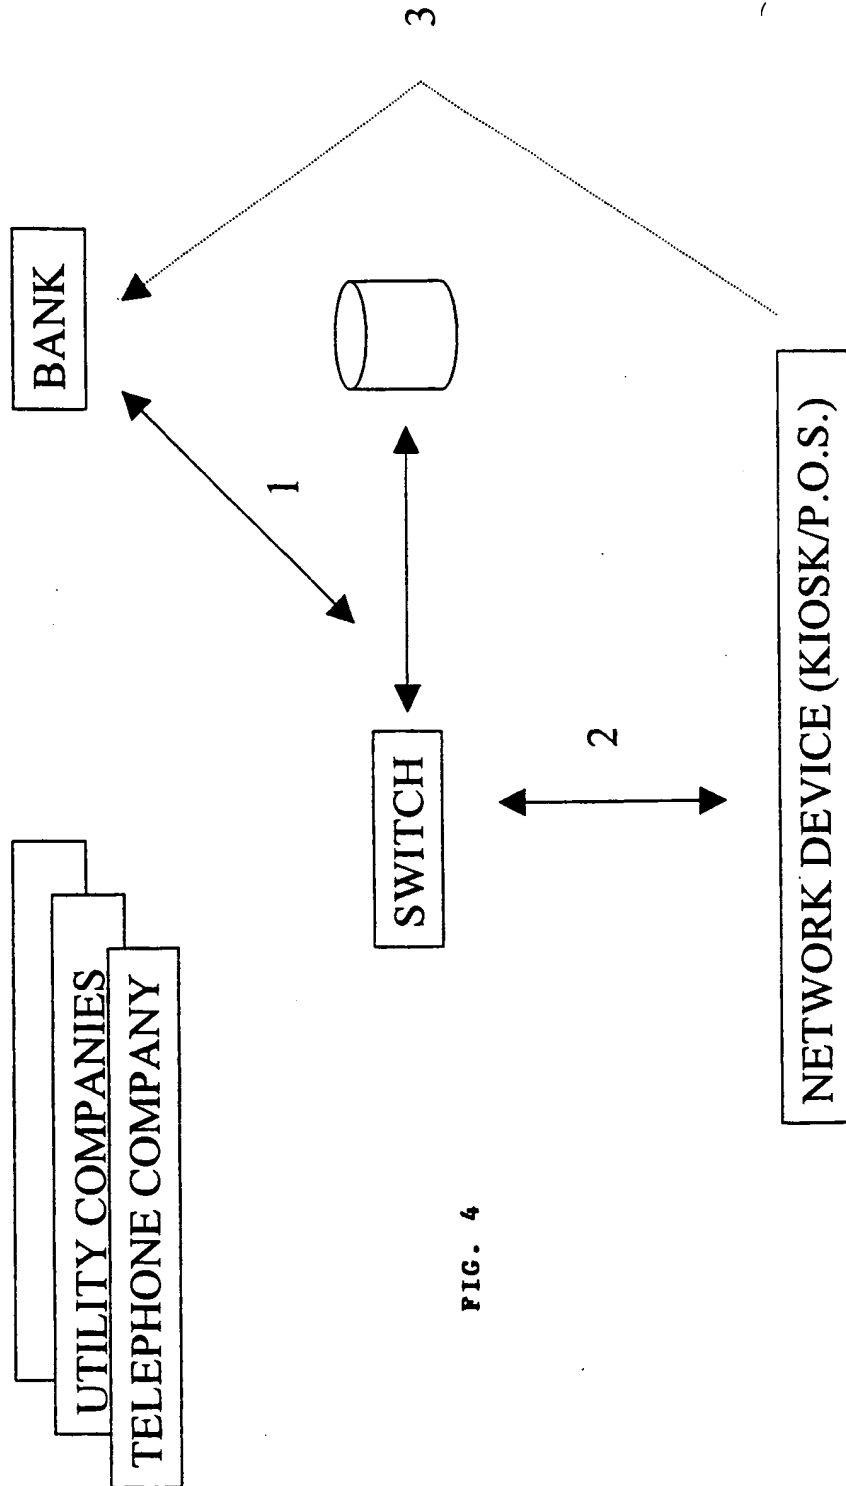 UTILITY COMPANIES
TELEPHONE COMPANY
BANK
1
3
SWITCH
2
NETWORK DEVICE (KIOSK/P.O.S.)
FIG. 4